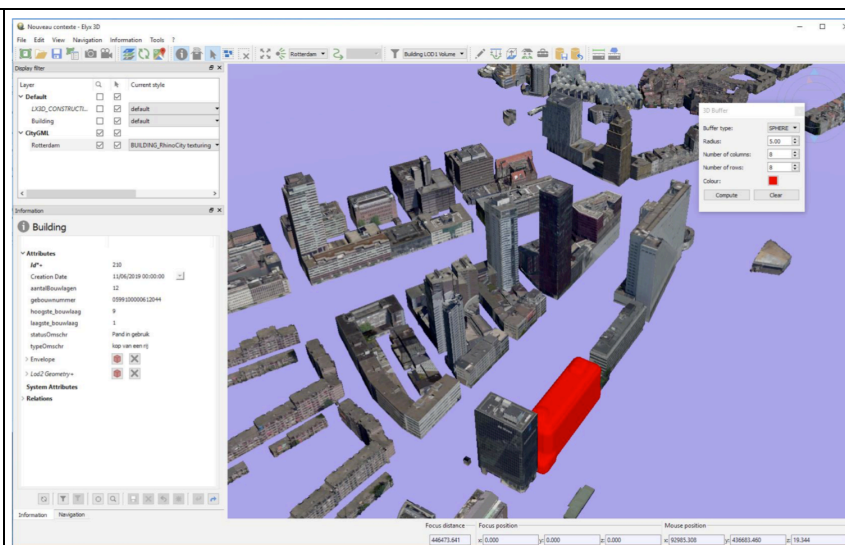 Nouveau contexte - Elyx 3D
File Edit View Navigation Information Tools ?
Rotterdam
Building LOD1 Volume
Display filter
Layer Current style
Default
LX3D_CONSTRUCTI... default
Building default
CityGML
Rotterdam BUILDING_RhinoCity texturing
Information
Building
Attributes
Id*+ 210
Creation Date 11/06/2019 00:00:00
aantalBouwlagen 12
gebouwnummer 0599100000612044
hoogste_bouwlaag 9
laagste_bouwlaag 1
statusOmschr Pand in gebruik
typeOmschr kop van een rij
Envelope
Lod2 Geometry+
System Attributes
Relations
Information Navigation
3D Buffer
Buffer type: SPHERE
Radius: 5.00
Number of columns: 8
Number of rows: 8
Colour:
Compute Clear
Focus distance Focus position Mouse position
446473.641 x: 0.000 y: 0.000 z: 0.000 x: 92985.308 y: 436683.460 z: 19.344